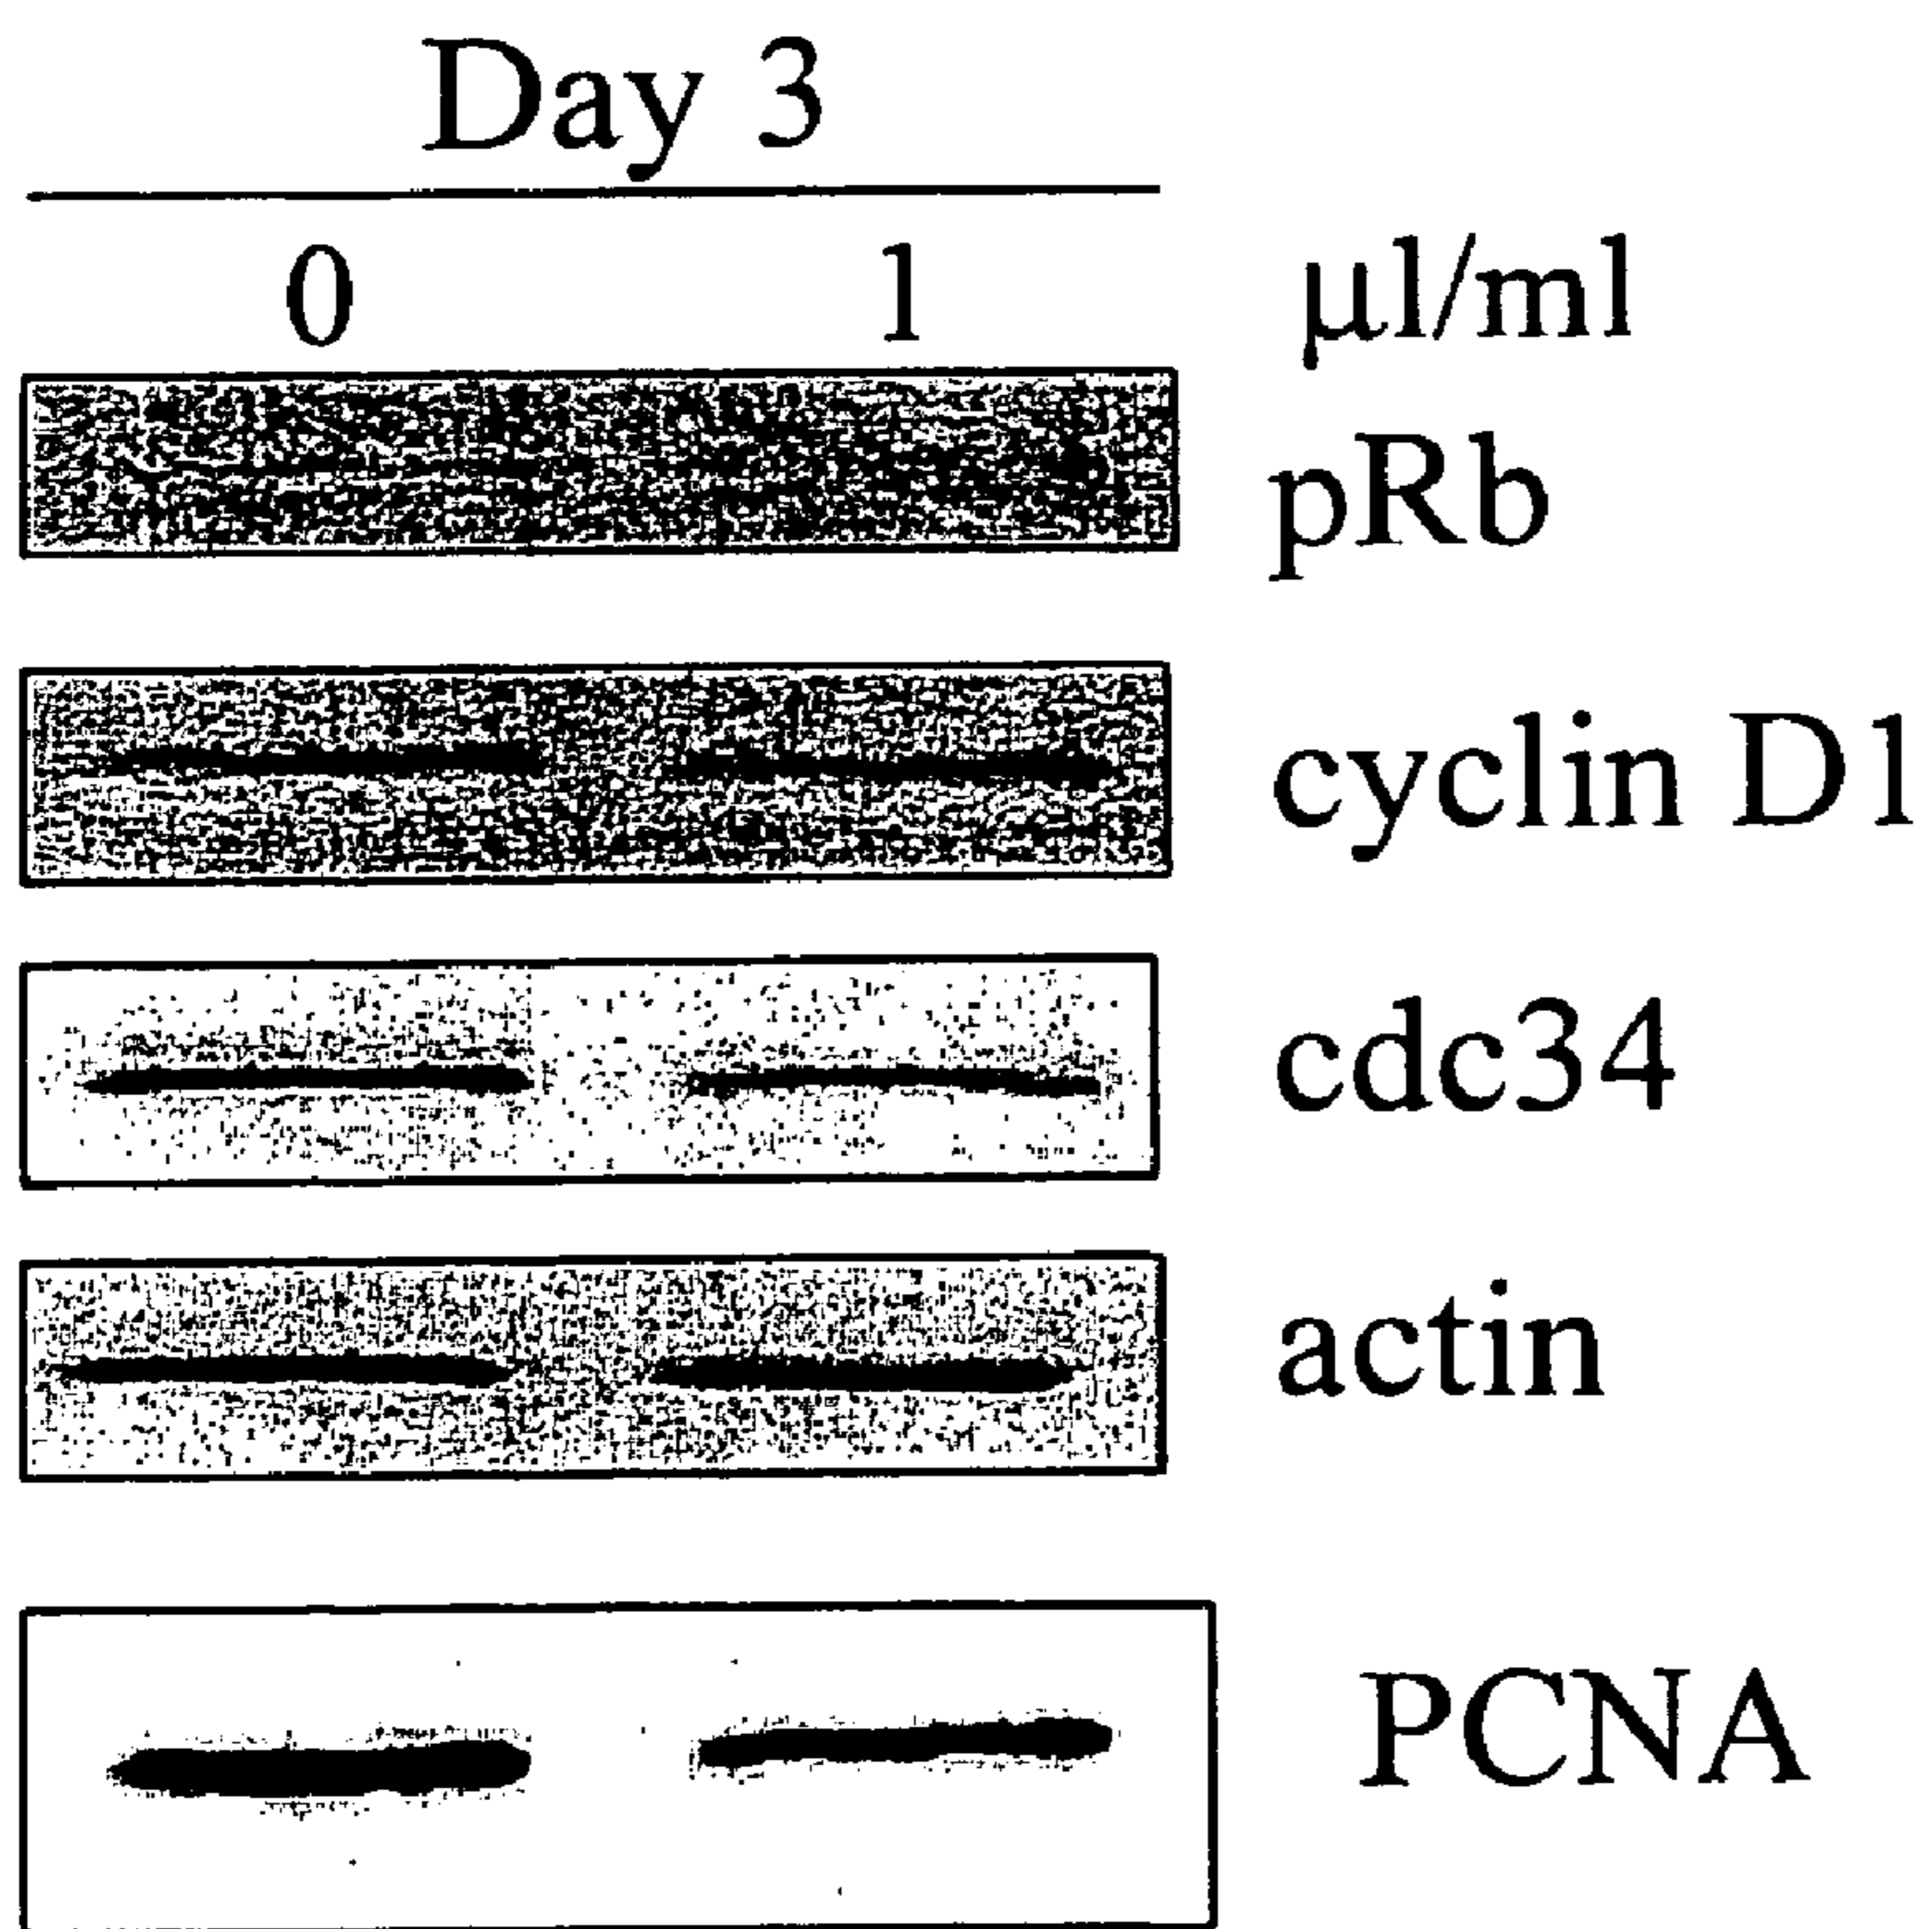 Day 3
0 1 μl/ml
pRb
cyclin D1
cdc34
actin
PCNA